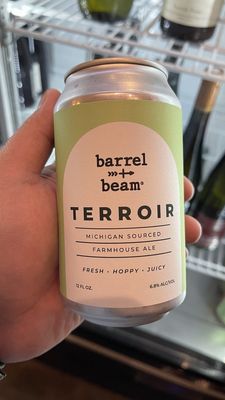 barrel
beam®
TERROIR
MICHIGAN SOURCED
FARMHOUSE ALE
FRESH • HOPPY • JUICY
12 FL OZ.
6.8% ALC/VOL